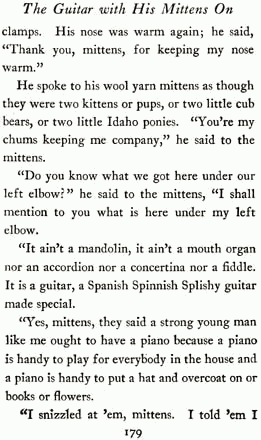 The Guitar with His Mittens On
clamps. His nose was warm again; he said,
“Thank you, mittens, for keeping my nose
warm.”
He spoke to his wool yarn mittens as though
they were two kittens or pups, or two little cub
bears, or two little Idaho ponies. “You’re my
chums keeping me company,” he said to the
mittens.
“Do you know what we got here under our
left elbow?” he said to the mittens, “I shall
mention to you what is here under my left
elbow.
“It ain’t a mandolin, it ain’t a mouth organ
nor an accordion nor a concertina nor a fiddle.
It is a guitar, a Spanish Spinnish Splishy guitar
made special.
“Yes, mittens, they said a strong young man
like me ought to have a piano because a piano
is handy to play for everybody in the house and
a piano is handy to put a hat and overcoat on or
books or flowers.
“I snizzled at ’em, mittens. I told ’em I
179